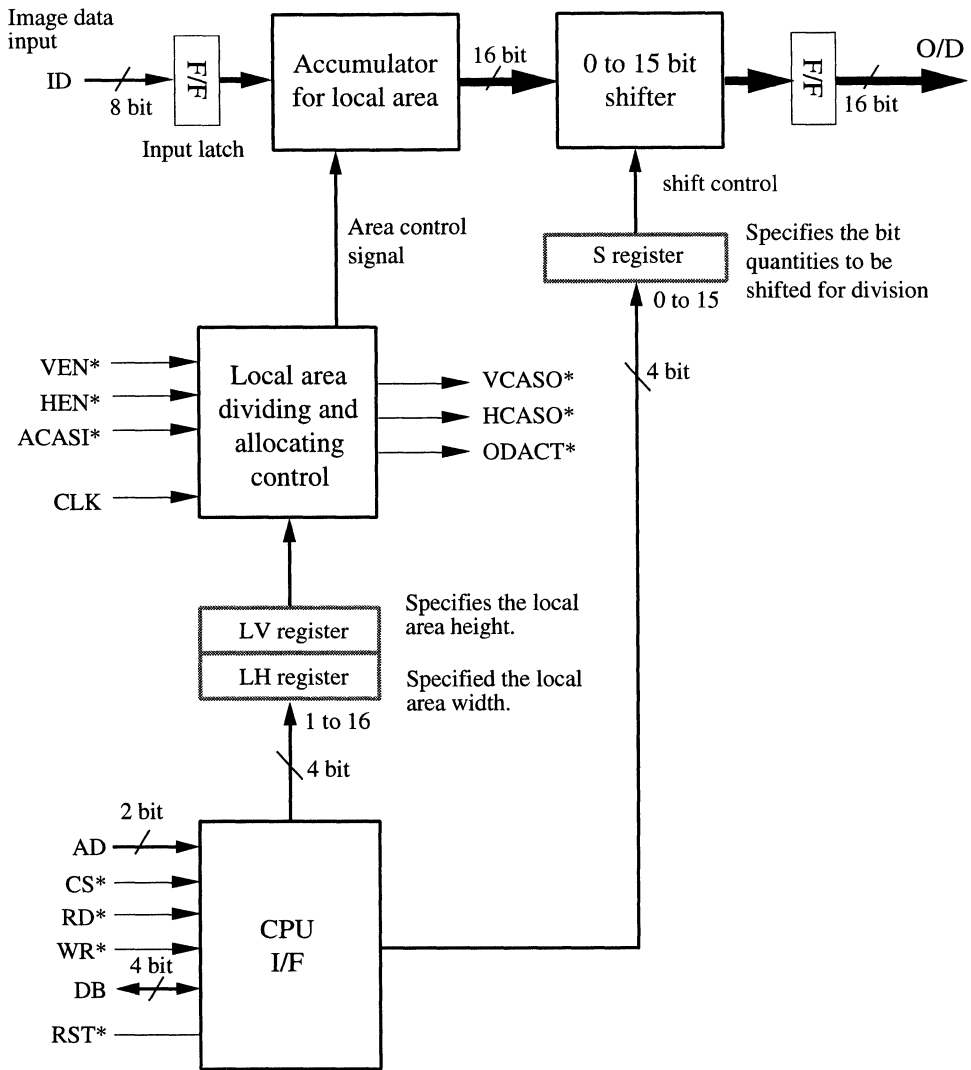 Image data
input
ID
8 bit
F/F
Input latch
Accumulator
for local area
16 bit
0 to 15 bit
shifter
F/F
O/D
16 bit
shift control
Area control
signal
S register
0 to 15
Specifies the bit
quantities to be
shifted for division
4 bit
VEN*
HEN*
ACASI*
CLK
Local area
dividing and
allocating
control
VCASO*
HCASO*
ODACT*
LV register
LH register
Specifies the local
area height.
Specified the local
area width.
1 to 16
4 bit
2 bit
AD
CS*
RD*
WR*
4 bit
DB
RST*
CPU
I/F